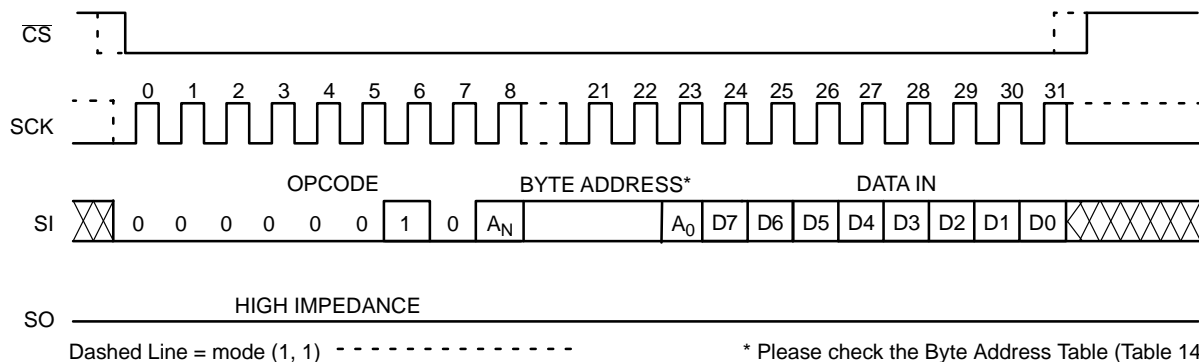 CS
0 1 2 3 4 5 6 7 8 21 22 23 24 25 26 27 28 29 30 31
SCK
OPCODE BYTE ADDRESS* DATA IN
SI 0 0 0 0 0 0 1 0 AN A0 D7 D6 D5 D4 D3 D2 D1 D0
HIGH IMPEDANCE
SO
Dashed Line = mode (1, 1) * Please check the Byte Address Table (Table 14